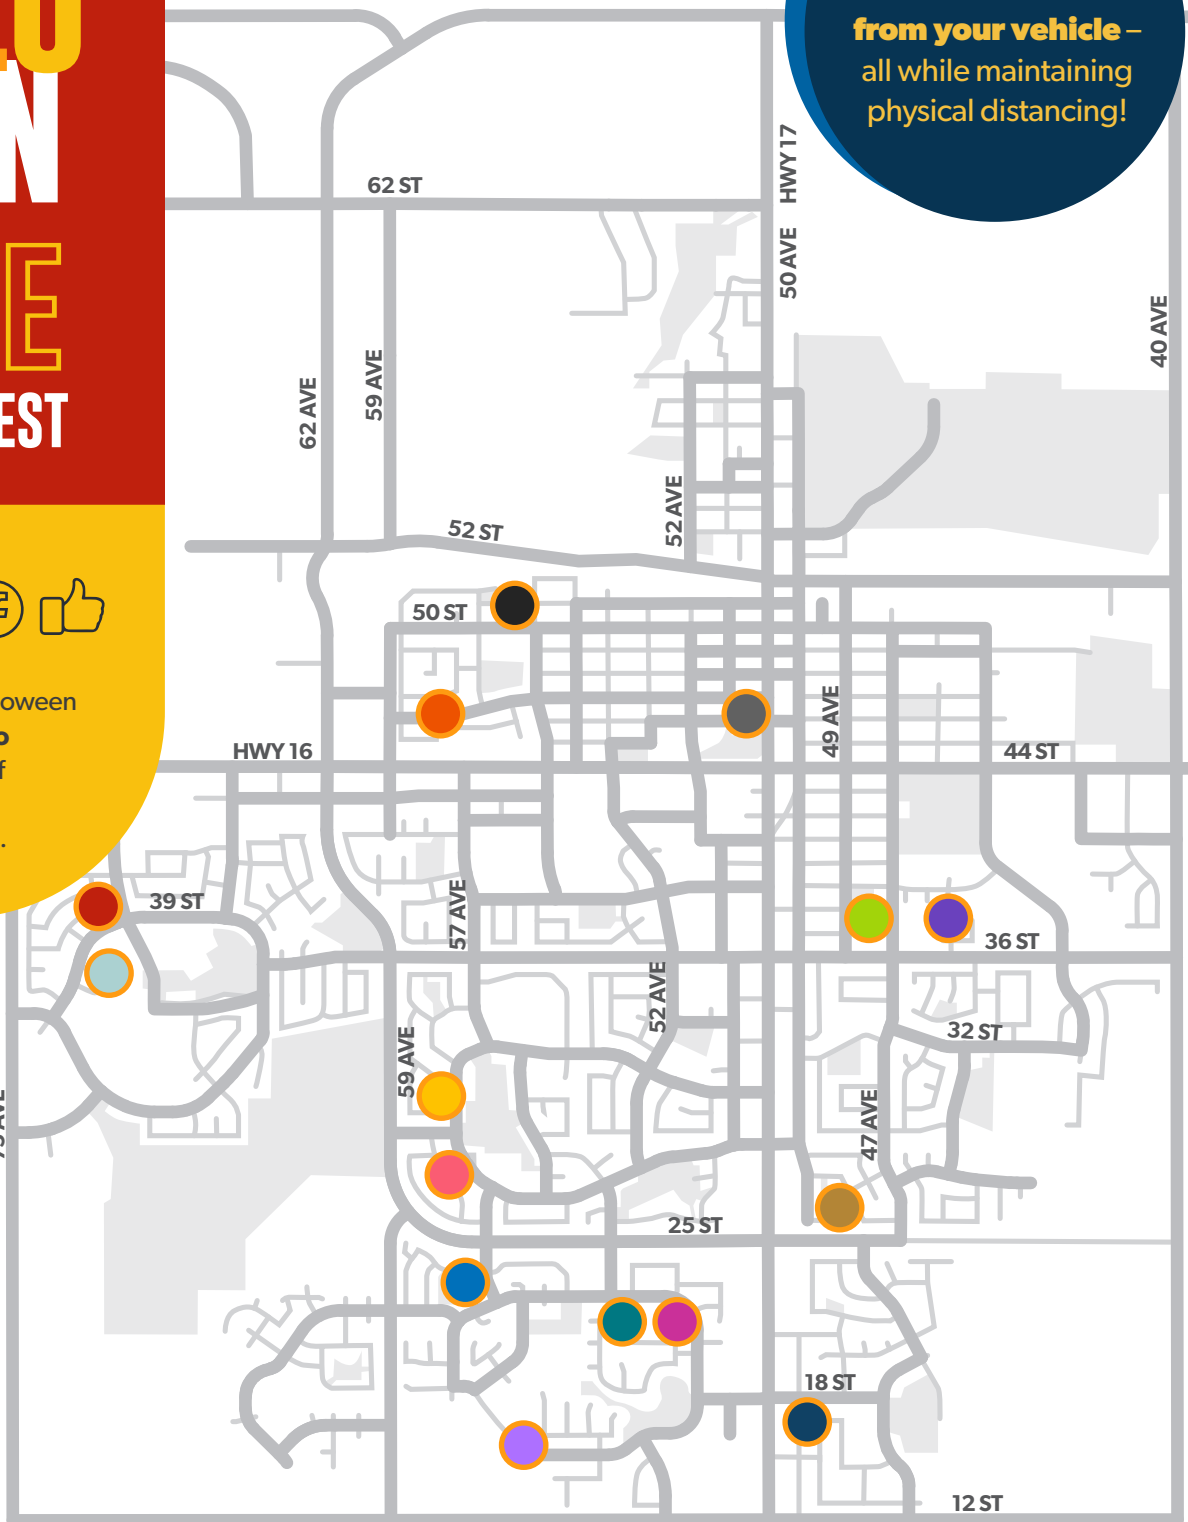 N
E
EST
from your vehicle –
all while maintaining
physical distancing!
HWY 17
50 AVE
40 AVE
62 ST
59 AVE
62 AVE
52 AVE
52 ST
50 ST
49 AVE
HWY 16
44 ST
39 ST
57 AVE
36 ST
52 AVE
32 ST
59 AVE
47 AVE
25 ST
18 ST
12 ST